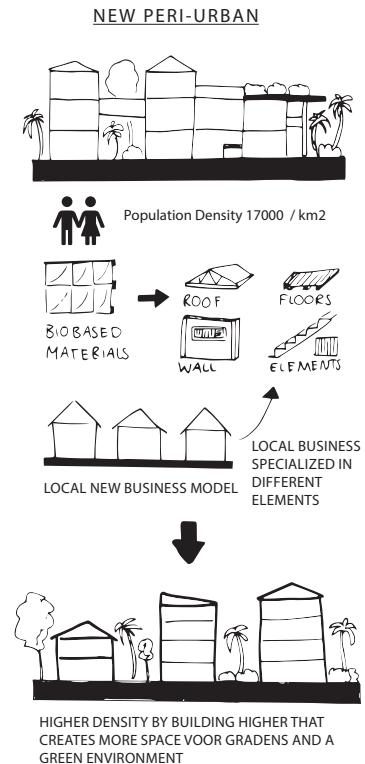 NEW PERI-URBAN
Population Density 17000 / km2
BIOBASED
MATERIALS
ROOF
FLOORS
WALL
ELEMENTS
LOCAL BUSINESS
SPECIALIZED IN
DIFFERENT
ELEMENTS
LOCAL NEW BUSINESS MODEL
HIGHER DENSITY BY BUILDING HIGHER THAT
CREATES MORE SPACE VOOR GRADENS AND A
GREEN ENVIRONMENT